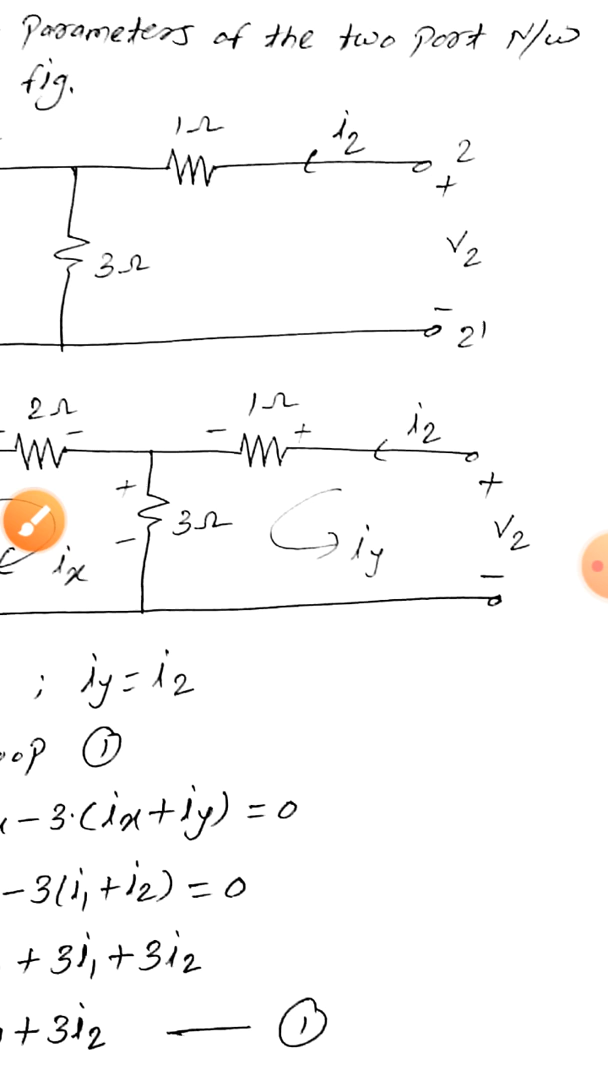 Parameters of the two port N/w
fig.
1Ω i2 2
+
3Ω V2
-
2'
2Ω 1Ω i2
- - - + +
+ 3Ω V2
- ix iy
-
; iy = i2
oop ①
- 3·(ix + iy) = 0
- 3(i1 + i2) = 0
+ 3i1 + 3i2
+ 3i2 — ①